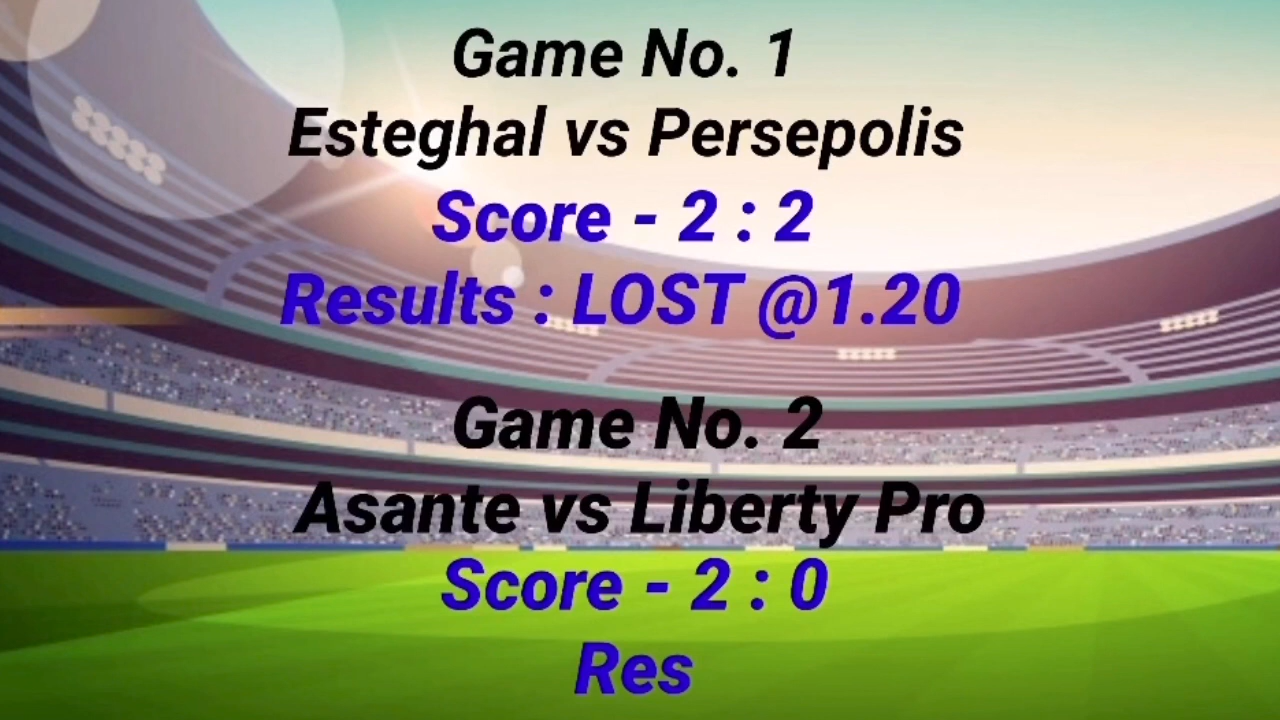 Game No. 1
Esteghal vs Persepolis
Score - 2 : 2
Results : LOST @1.20
Game No. 2
Asante vs Liberty Pro
Score - 2 : 0
Res